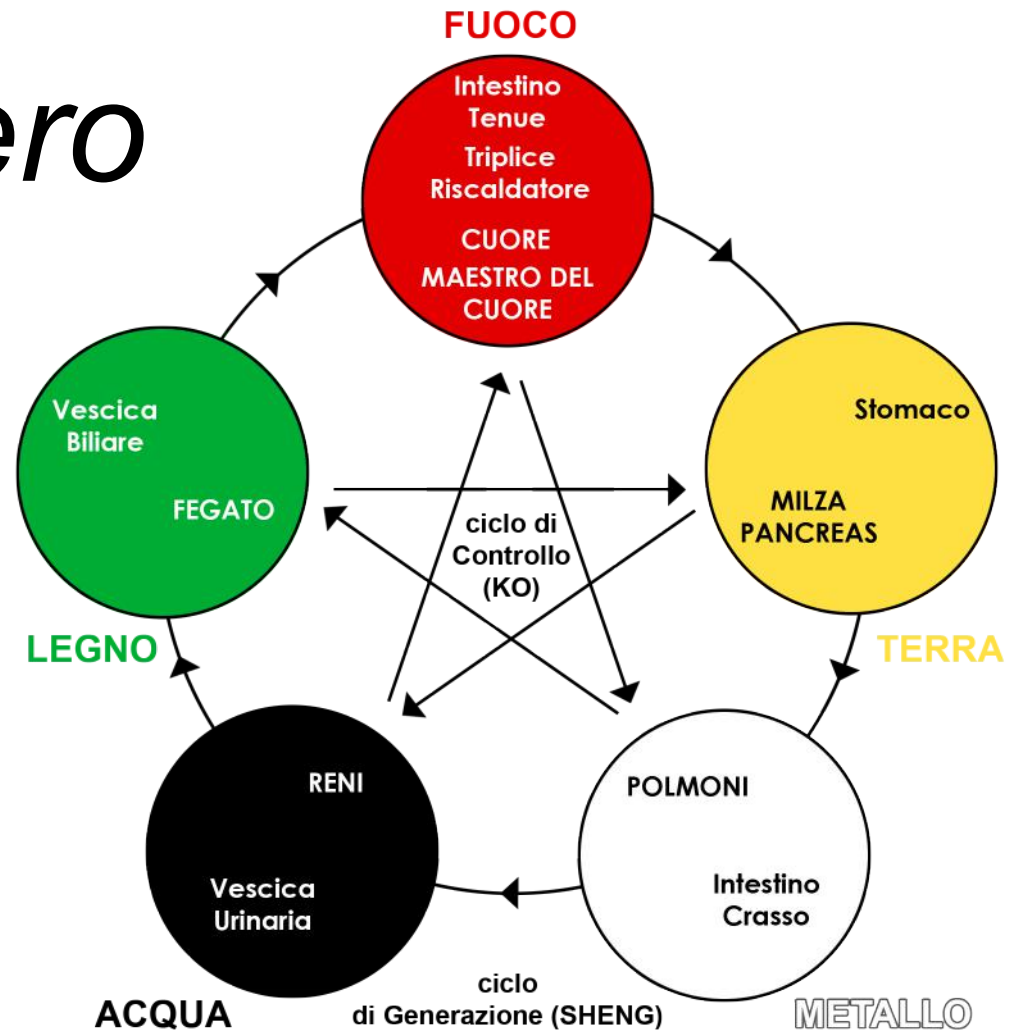 ero
FUOCO
Intestino
Tenue
Triplice
Riscaldatore
CUORE
MAESTRO DEL
CUORE
Vescica
Biliare
FEGATO
LEGNO
Stomaco
MILZA
PANCREAS
TERRA
ciclo di
Controllo
(KO)
RENI
Vescica
Urinaria
ACQUA
POLMONI
Intestino
Crasso
METALLO
ciclo
di Generazione (SHENG)